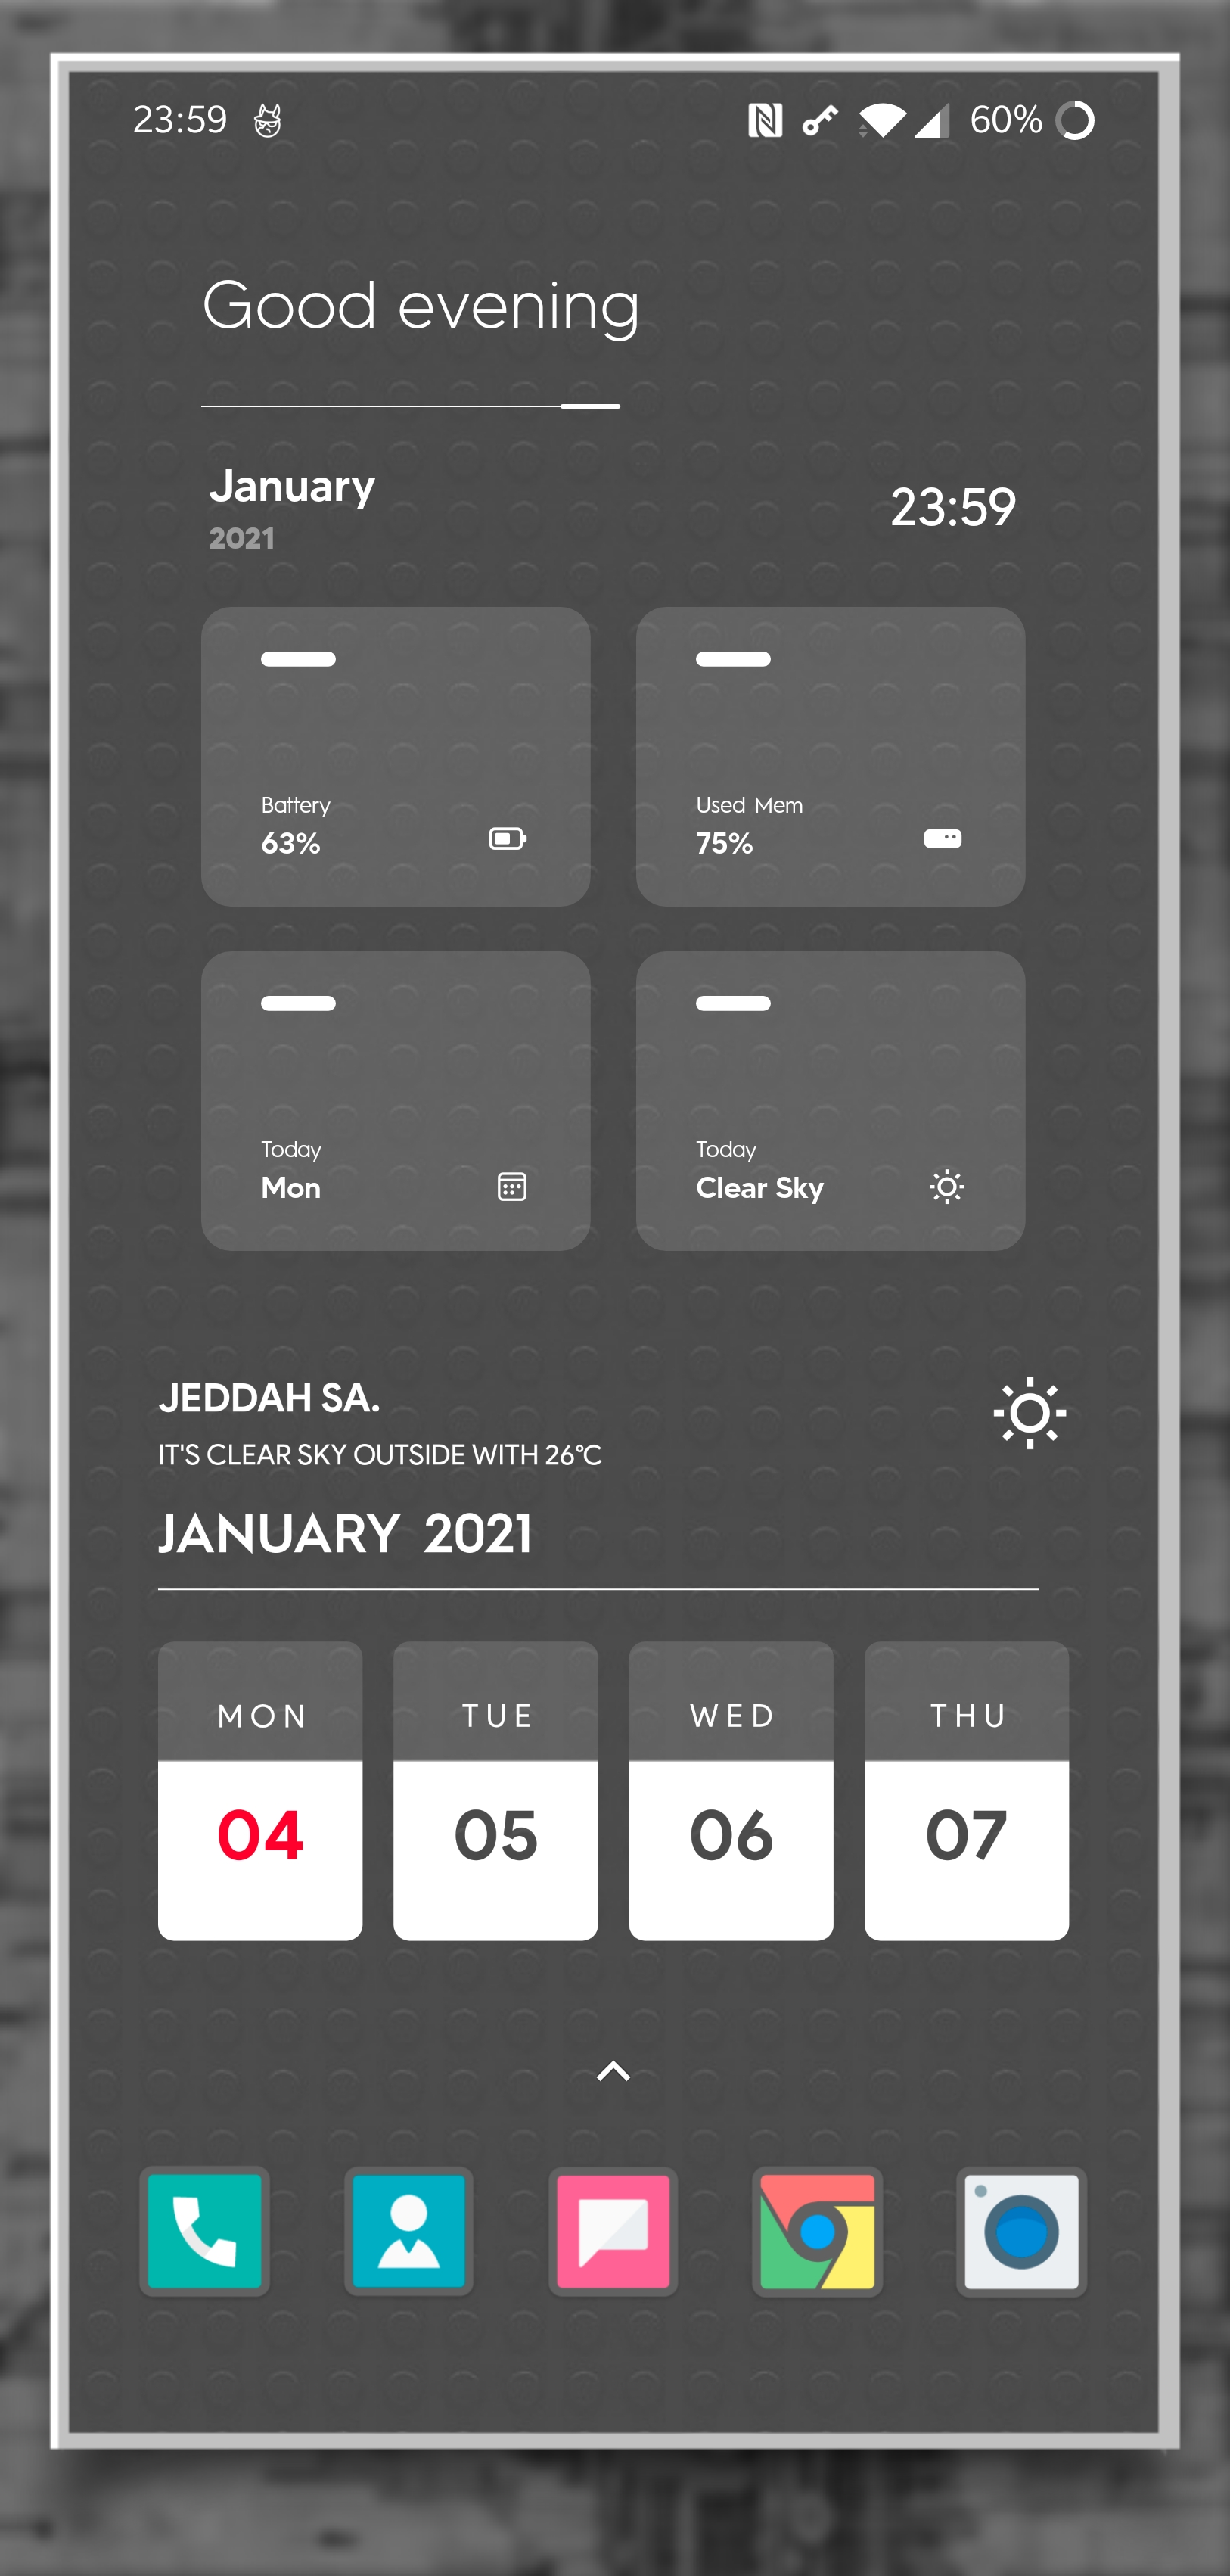 23:59 60%
Good evening
January
2021
23:59
Battery
63%
Used Mem
75%
Today
Mon
Today
Clear Sky
JEDDAH SA.
IT'S CLEAR SKY OUTSIDE WITH 26°C
JANUARY 2021
MON TUE WED THU
04 05 06 07